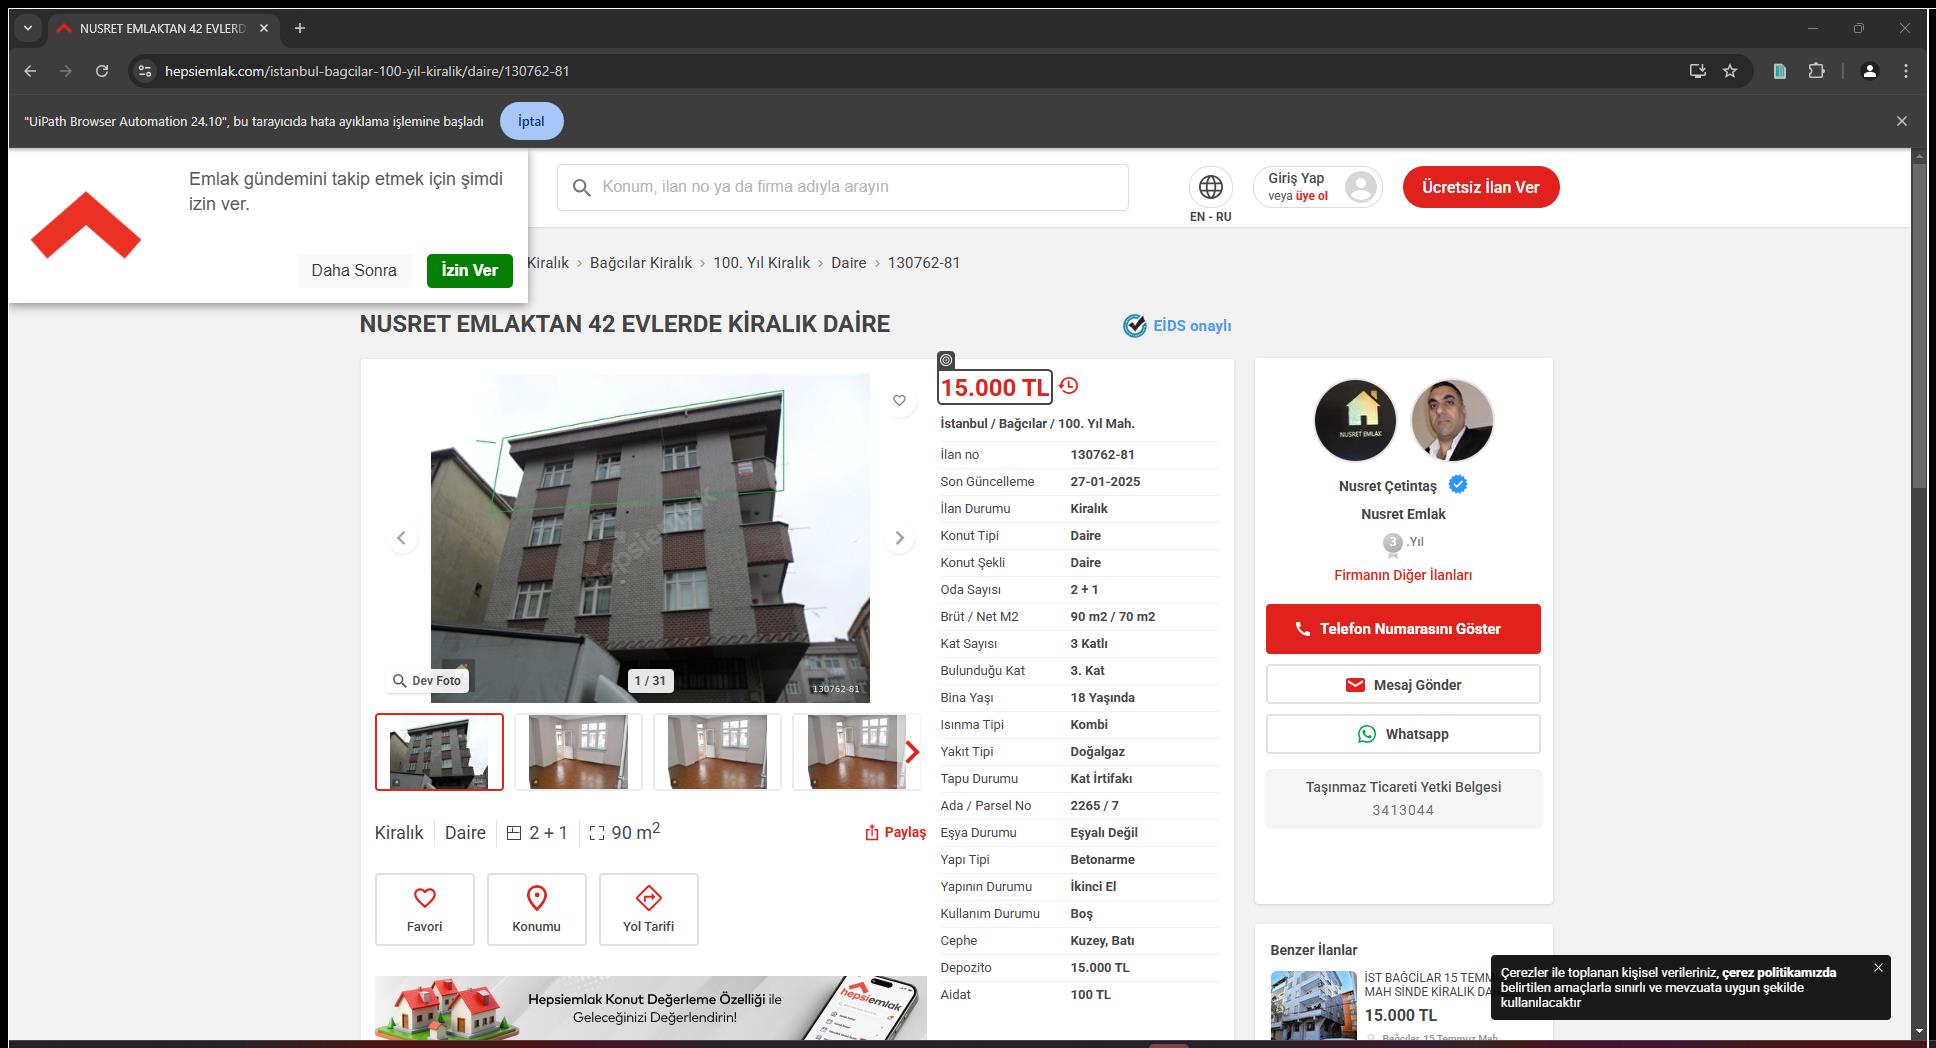 NUSRET EMLAKTAN 42 EVLERD
hepsiemlak.com/istanbul-bagcilar-100-yil-kiralik/daire/130762-81
"UiPath Browser Automation 24.10", bu tarayıcıda hata ayıklama işlemine başladı
İptal
Emlak gündemini takip etmek için şimdi
izin ver.
Daha Sonra
İzin Ver
Konum, ilan no ya da firma adıyla arayın
EN - RU
Giriş Yap
veya üye ol
Ücretsiz İlan Ver
Kiralık > Bağcılar Kiralık > 100. Yıl Kiralık > Daire > 130762-81
NUSRET EMLAKTAN 42 EVLERDE KİRALIK DAİRE
EİDS onaylı
hepsiemlak
Dev Foto
1 / 31
130762-81
Kiralık
Daire
2 + 1
90 m2
Paylaş
Favori
Konumu
Yol Tarifi
Hepsiemlak Konut Değerleme Özelliği ile
Geleceğinizi Değerlendirin!
hepsiemlak
15.000 TL
İstanbul / Bağcılar / 100. Yıl Mah.
İlan no 130762-81
Son Güncelleme 27-01-2025
İlan Durumu Kiralık
Konut Tipi Daire
Konut Şekli Daire
Oda Sayısı 2 + 1
Brüt / Net M2 90 m2 / 70 m2
Kat Sayısı 3 Katlı
Bulunduğu Kat 3. Kat
Bina Yaşı 18 Yaşında
Isınma Tipi Kombi
Yakıt Tipi Doğalgaz
Tapu Durumu Kat İrtifakı
Ada / Parsel No 2265 / 7
Eşya Durumu Eşyalı Değil
Yapı Tipi Betonarme
Yapının Durumu İkinci El
Kullanım Durumu Boş
Cephe Kuzey, Batı
Depozito 15.000 TL
Aidat 100 TL
NUSRET EMLAK
Nusret Çetintaş
Nusret Emlak
3 .Yıl
Firmanın Diğer İlanları
Telefon Numarasını Göster
Mesaj Gönder
Whatsapp
Taşınmaz Ticareti Yetki Belgesi
3413044
Benzer İlanlar
İST BAĞCILAR 15 TEMM
MAH SİNDE KİRALIK DA
15.000 TL
Bağcılar, 15 Temmuz Mah.
Çerezler ile toplanan kişisel verileriniz, çerez politikamızda
belirtilen amaçlarla sınırlı ve mevzuata uygun şekilde
kullanılacaktır